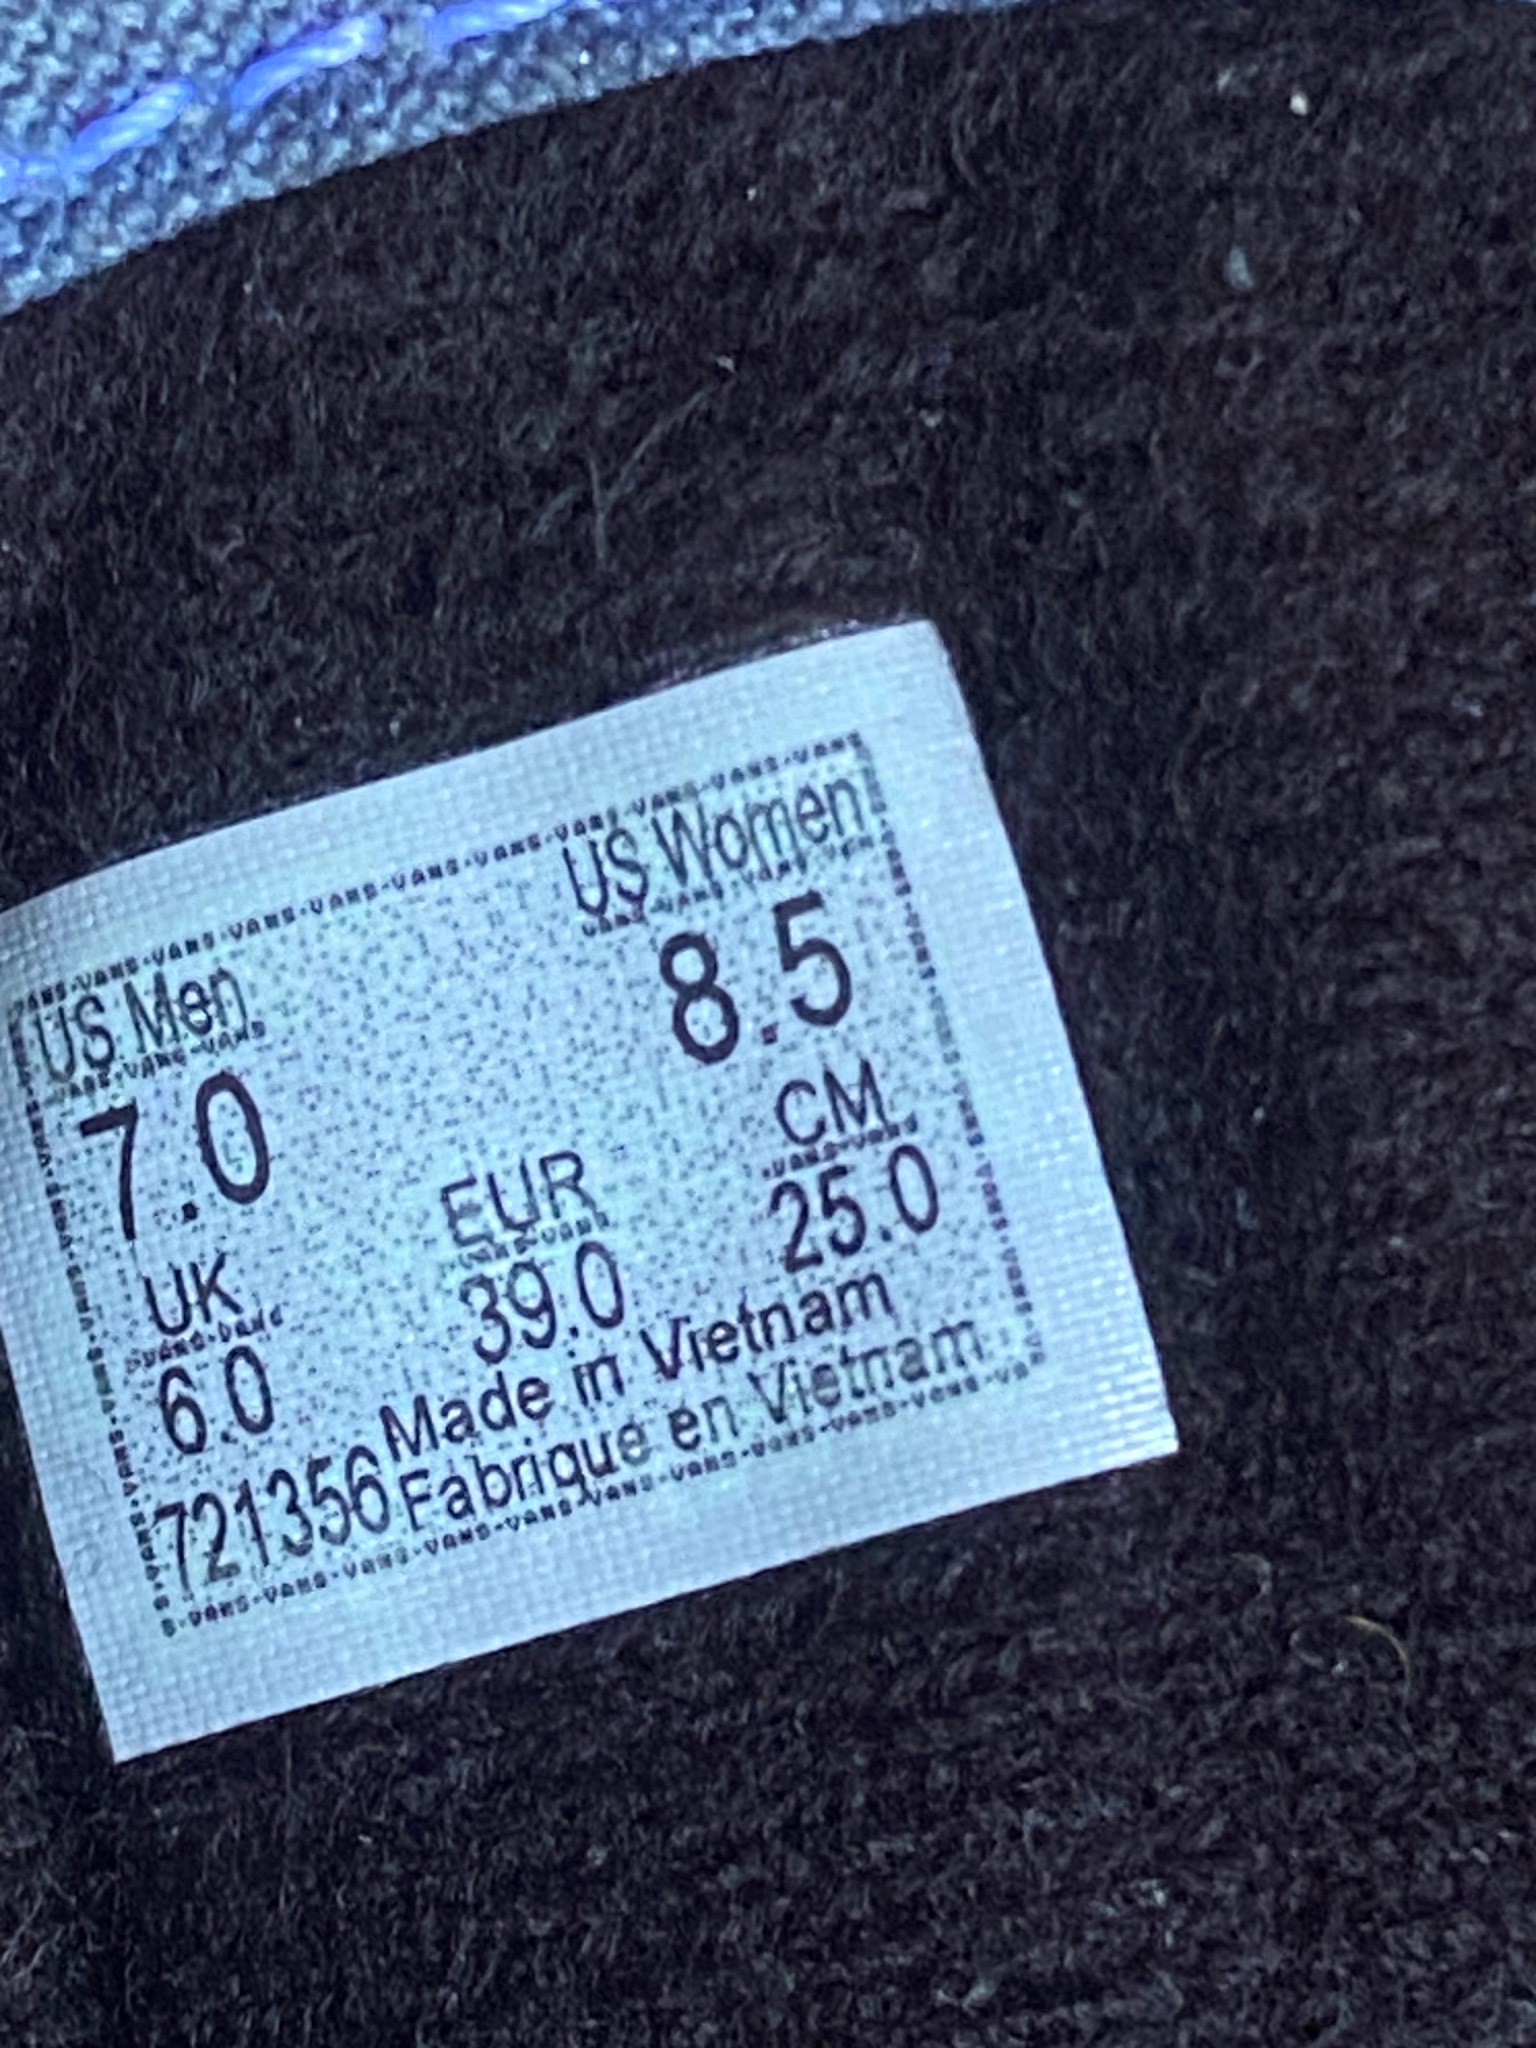 US Men US Women
7.0 8.5
UK EUR CM
6.0 39.0 25.0
Made in Vietnam
721356 Fabrique en Vietnam